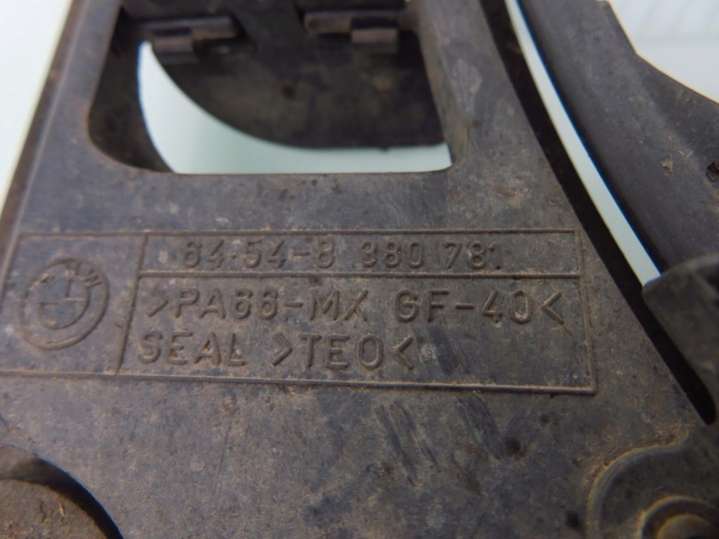 64.54-8 380 781
>PA66-MX GF-40<
SEAL >TEO<